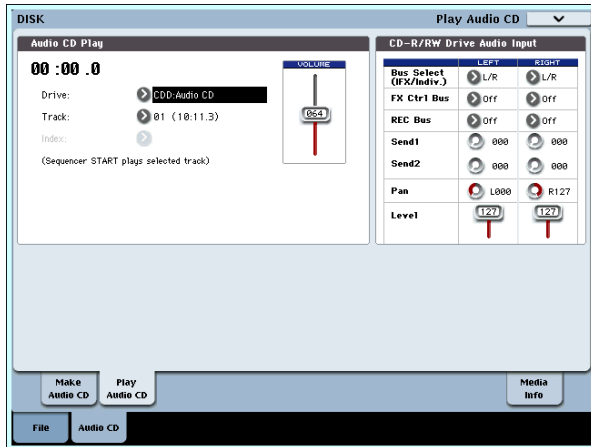 DISK
Play Audio CD
Audio CD Play
00 :00 .0
Drive: CDD:Audio CD
Track: 01 (10:11.3)
Index:
(Sequencer START plays selected track)
VOLUME
064
CD-R/RW Drive Audio Input
LEFT RIGHT
Bus Select (IFX/Indiv.) L/R L/R
FX Ctrl Bus Off Off
REC Bus Off Off
Send1 000 000
Send2 000 000
Pan L000 R127
Level 127 127
Make Audio CD
Play Audio CD
Media Info
File
Audio CD